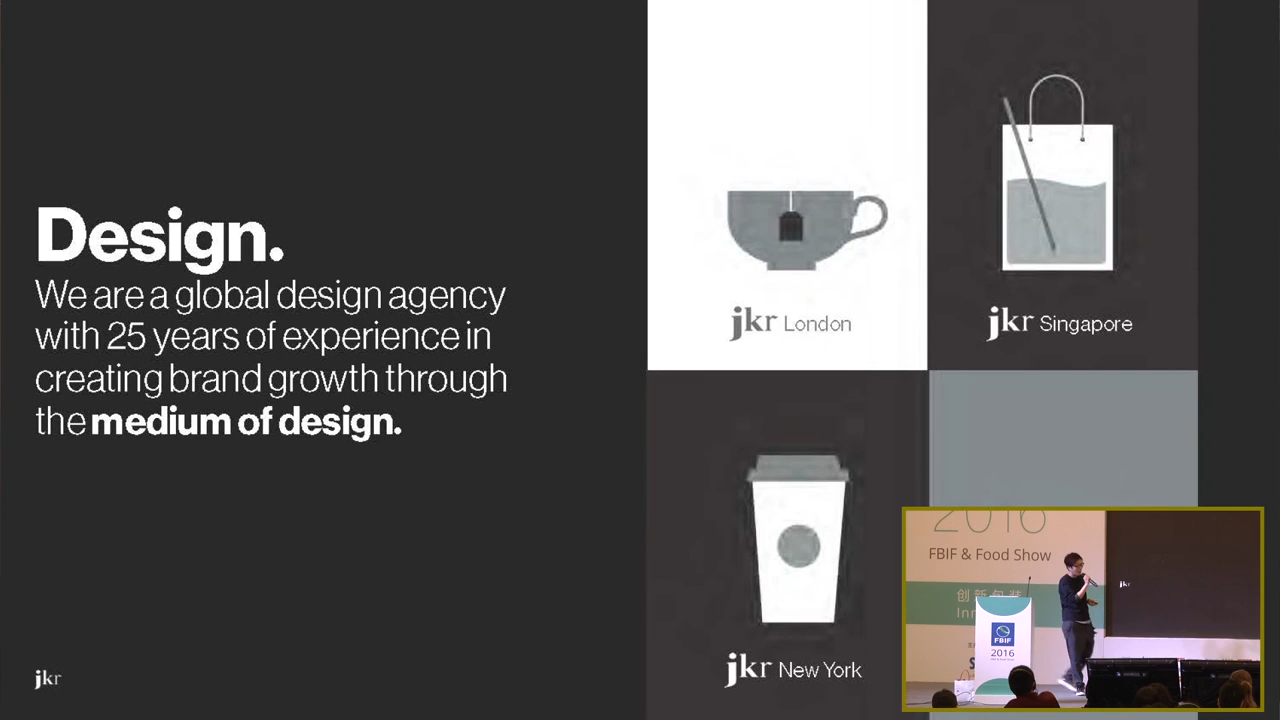 Design.
We are a global design agency
with 25 years of experience in
creating brand growth through
the medium of design.
jkr
jkr London
jkr Singapore
jkr New York
2016
FBIF & Food Show
创新包装
jkr
FBIF
2016